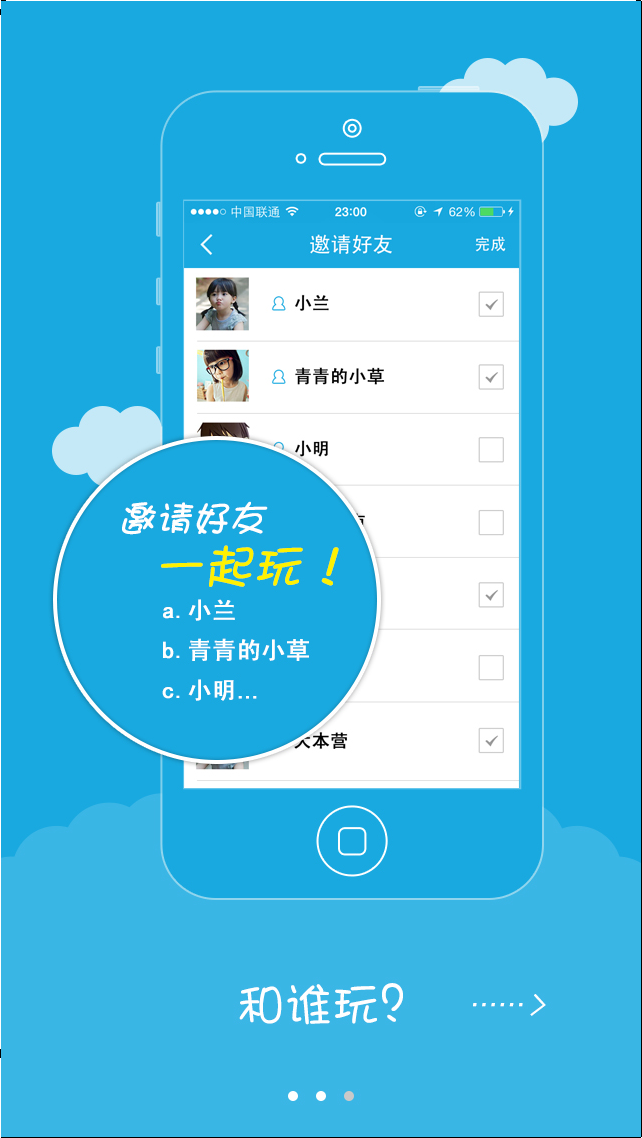 中国联通 23:00 62%
邀请好友 完成
小兰
青青的小草
小明
邀请好友
一起玩！
a. 小兰
b. 青青的小草
c. 小明...
大本营
和谁玩?